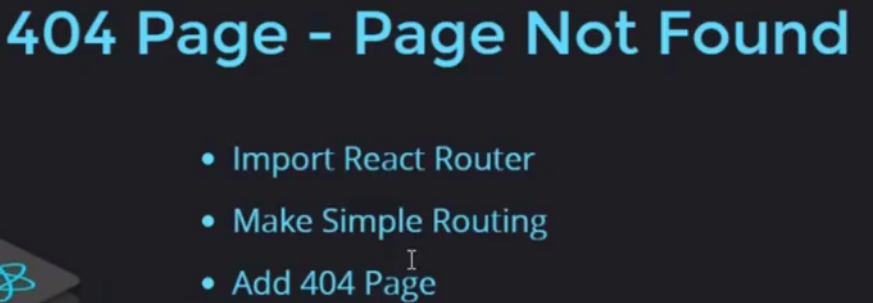 404 Page - Page Not Found
• Import React Router
• Make Simple Routing
• Add 404 Page